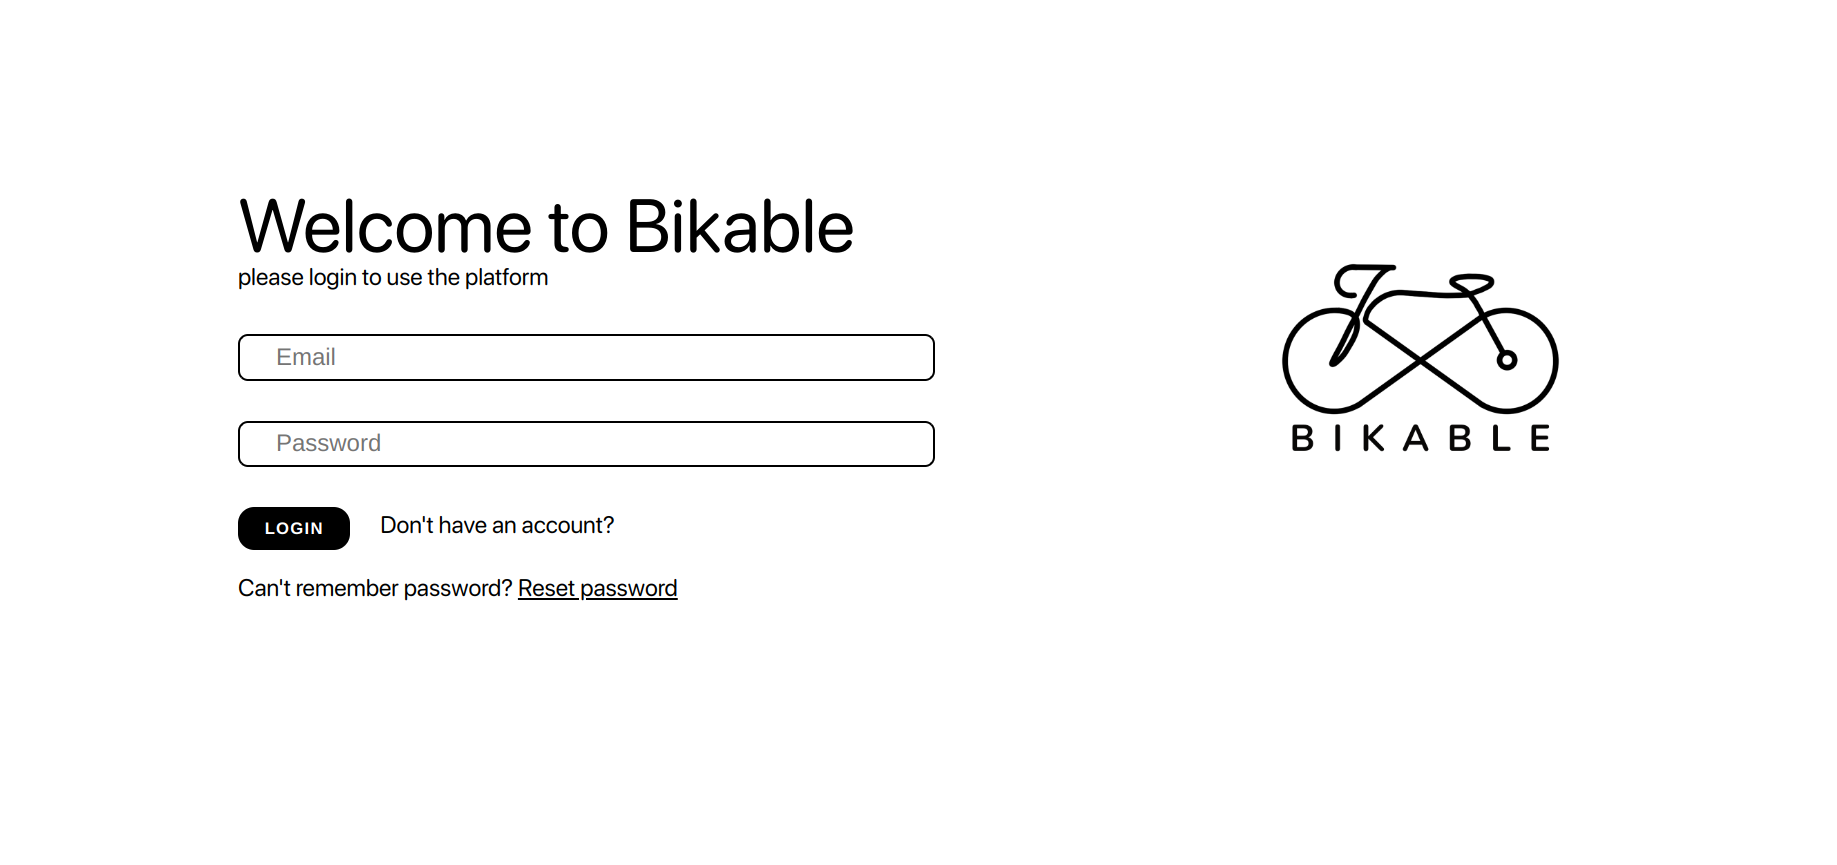 Welcome to Bikable
please login to use the platform
Email
Password
LOGIN
Don't have an account?
Can't remember password? Reset password
BIKABLE